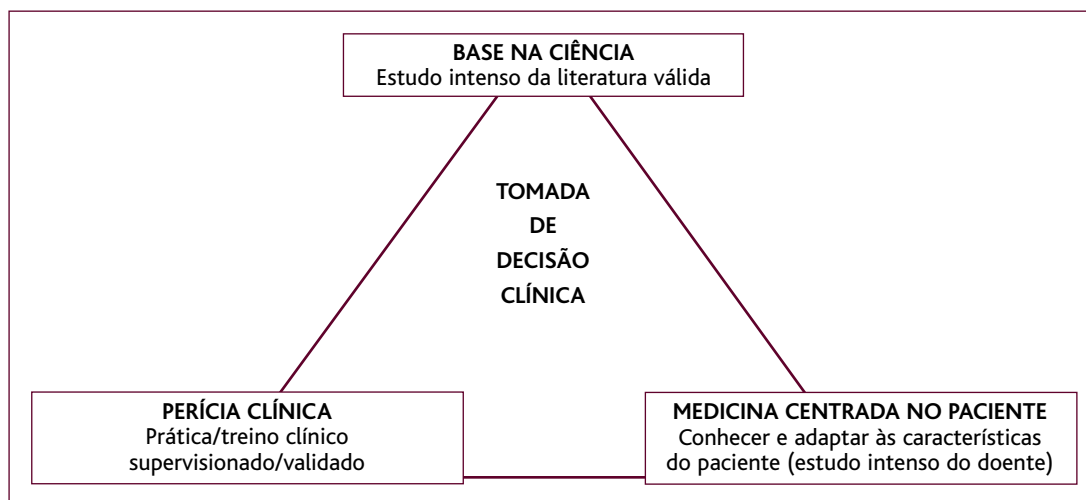 BASE NA CIÊNCIA
Estudo intenso da literatura válida
TOMADA
DE
DECISÃO
CLÍNICA
PERÍCIA CLÍNICA
Prática/treino clínico
supervisionado/validado
MEDICINA CENTRADA NO PACIENTE
Conhecer e adaptar às características
do paciente (estudo intenso do doente)